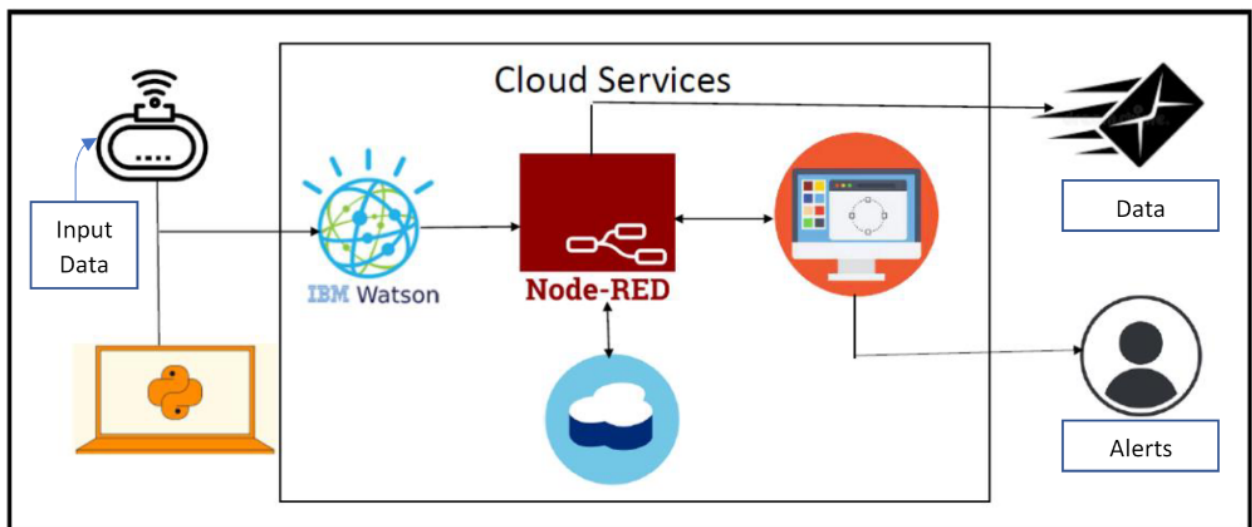 Cloud Services
Input
Data
IBM Watson
Node-RED
Data
Alerts